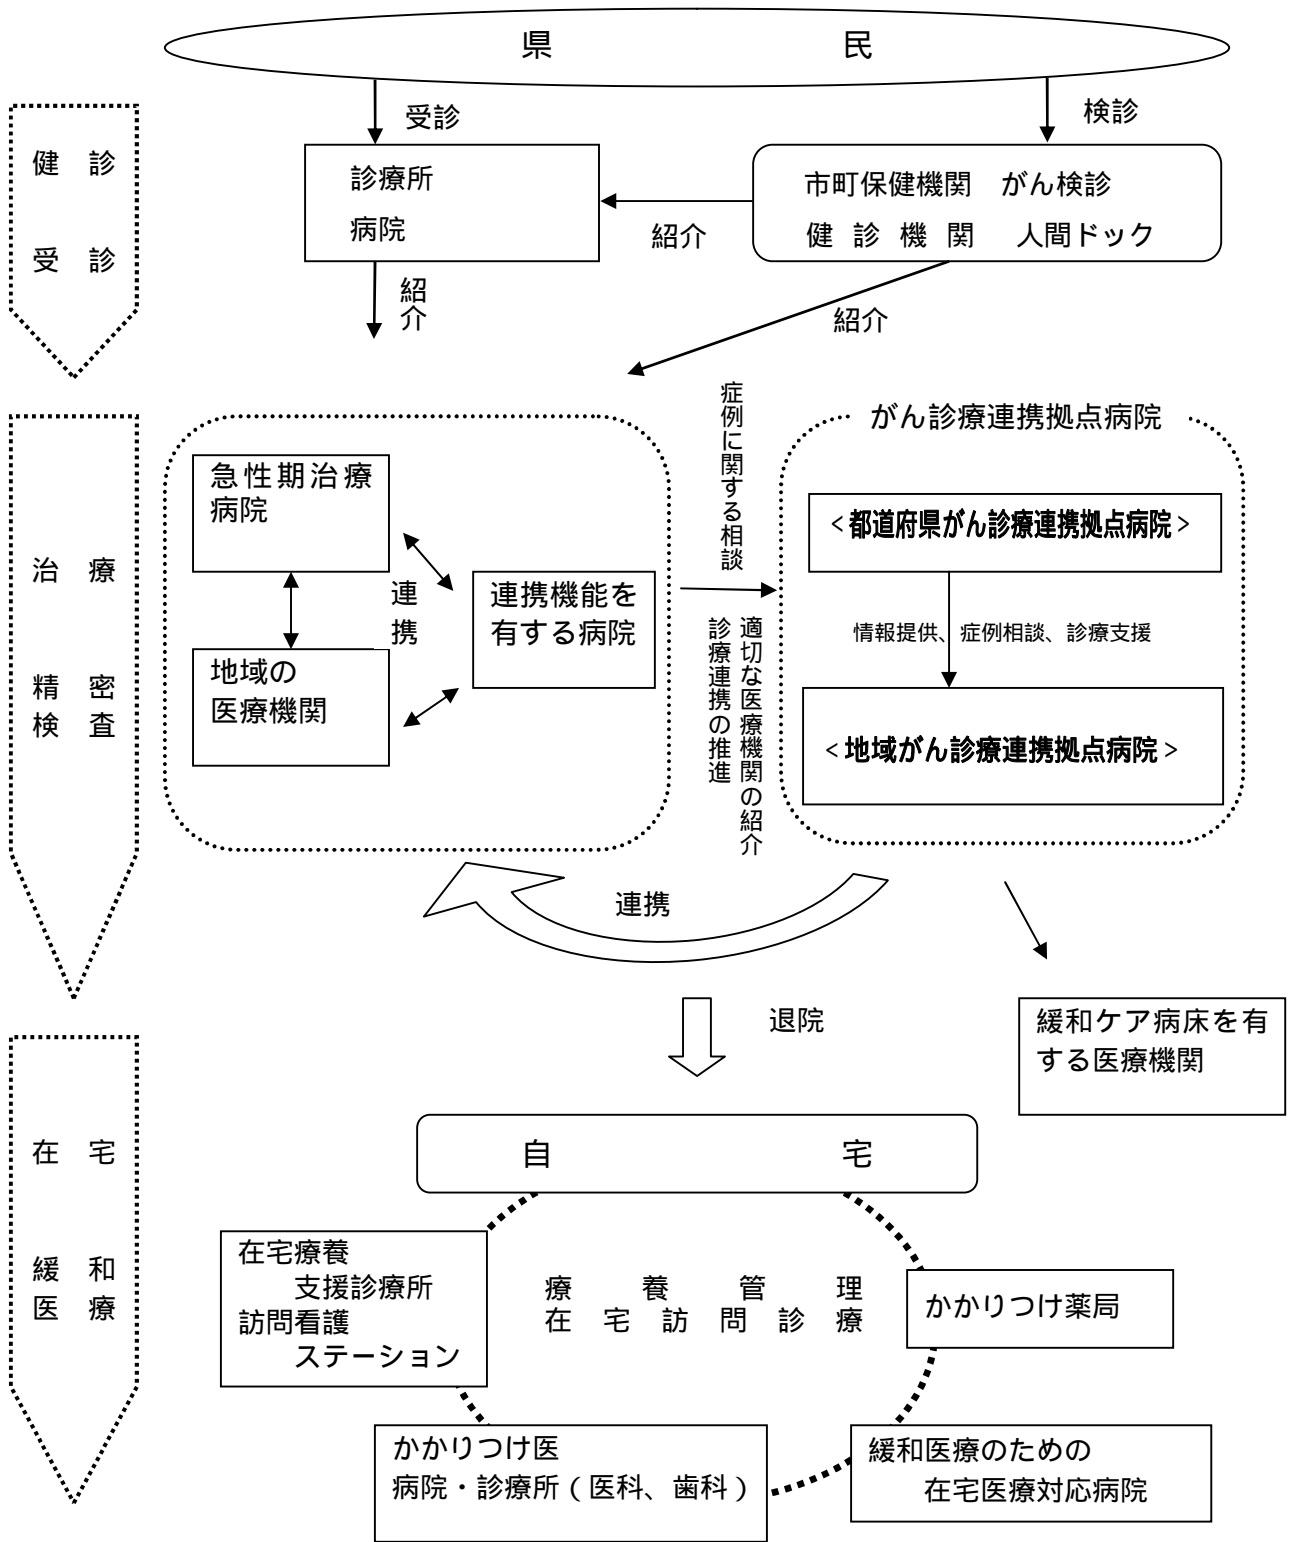 県　民
受診
検診
健　診
受　診
診療所
病院
市町保健機関　がん検診
健診機関　人間ドック
紹介
紹介
紹介
治　療
精　密
検　査
急性期治療
病院
連携
連携機能を
有する病院
地域の
医療機関
症例に関する相談
適切な医療機関の紹介
診療連携の推進
がん診療連携拠点病院
<都道府県がん診療連携拠点病院>
情報提供、症例相談、診療支援
<地域がん診療連携拠点病院>
連携
退院
緩和ケア病床を有
する医療機関
在　宅
緩　和
医　療
自　宅
在宅療養
支援診療所
訪問看護
ステーション
療養管理
在宅訪問診療
かかりつけ薬局
かかりつけ医
病院・診療所(医科、歯科)
緩和医療のための
在宅医療対応病院